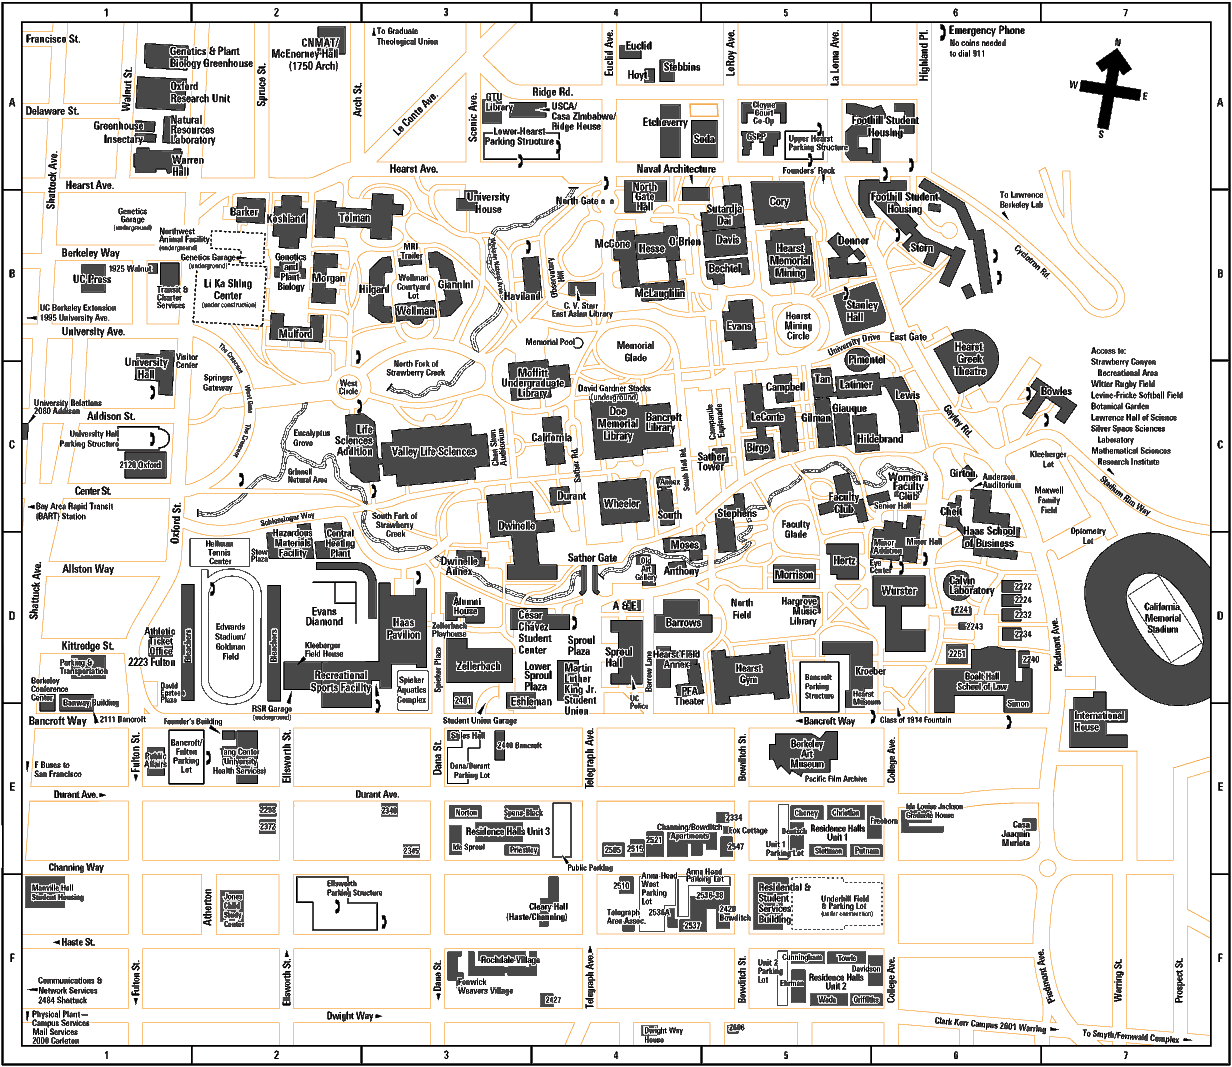 1 2 3 4 5 6 7
Francisco St.
Genetics & Plant
Biology Greenhouse
CNMAT/
McEnerney Hall
(1750 Arch)
To Graduate
Theological Union
Euclid Ave.
Euclid
Hoyt
Stebbins
LeRoy Ave.
La Loma Ave.
Highland Pl.
Emergency Phone
No coins needed
to dial 911
N
W
E
S
Walnut St.
Spruce St.
Arch St.
Le Conte Ave.
Scenic Ave.
Oxford
Research Unit
A
A
Delaware St.
Greenhouse
Insectary
Natural
Resources
Laboratory
Warren
Hall
Ridge Rd.
GTU
Library
USCA/
Casa Zimbabwe/
Ridge House
Lower-Hearst
Parking Structure
Etcheverry
Soda
Cloyne
Court
Co-Op
GSPP
Upper Hearst
Parking Structure
Foothill Student
Housing
Shattuck Ave.
Hearst Ave.
Hearst Ave.
Naval Architecture
Founders' Rock
Genetics
Garage
(underground)
Barker
Koshland
Tolman
University
House
North Gate
North
Gate
Hall
Sutardja
Dai
Cory
Foothill Student
Housing
To Lawrence
Berkeley Lab
Cyclotron Rd.
Northwest
Animal Facility
(underground)
Genetics Garage
(underground)
Berkeley Way
B
B
1925 Walnut
UC Press
Transit &
Charter
Services
Li Ka Shing
Center
(under construction)
Genetics
and
Plant
Biology
Morgan
MRI
Trailer
Wellman
Courtyard
Lot
Hilgard
Giannini
Wellman
Mulford
Haviland
Observatory
Hill
C. V. Starr
East Asian Library
McCone
Hesse
O'Brien
McLaughlin
Davis
Bechtel
Hearst
Memorial
Mining
Donner
Stern
Stanley
Hall
Evans
Hearst
Mining
Circle
UC Berkeley Extension
1995 University Ave.
University Ave.
Memorial Pool
Memorial
Glade
University Drive
East Gate
Hearst
Greek
Theatre
Access to:
Strawberry Canyon
Recreational Area
Witter Rugby Field
Levine-Fricke Softball Field
Botanical Garden
Lawrence Hall of Science
Silver Space Sciences
Laboratory
Mathematical Sciences
Research Institute
University
Hall
Visitor
Center
The Crescent
Springer
Gateway
West Gate
The Crescent
West
Circle
North Fork of
Strawberry Creek
Moffitt
Undergraduate
Library
David Gardner Stacks
(underground)
Doe
Memorial
Library
Bancroft
Library
Campanile
Esplanade
Campbell
Pimentel
Tan
Latimer
Lewis
Giauque
Gilman
LeConte
Birge
Hildebrand
Bowles
Gayley Rd.
University Relations
2080 Addison
Addison St.
C
C
University Hall
Parking Structure
2120 Oxford
Eucalyptus
Grove
Grinnell
Natural Area
Life
Sciences
Addition
Valley Life Sciences
Chan Shun
Auditorium
California
Sather Rd.
Sather
Tower
South Hall Rd.
Kleeberger
Lot
Stadium Rim Way
Center St.
Bay Area Rapid Transit
(BART) Station
Oxford St.
Schlessinger Way
South Fork of
Strawberry
Creek
Dwinelle
Durant
Wheeler
Annex
South
Stephens
Faculty
Club
Women's
Faculty
Club
Senior Hall
Girton
Anderson
Auditorium
Cheit
Haas School
of Business
Maxwell
Family
Field
Optometry
Lot
Hellman
Tennis
Center
Hazardous
Materials
Facility
Central
Heating
Plant
Dwinelle
Annex
Sather Gate
Old
Art
Gallery
Moses
Anthony
Faculty
Glade
Minor
Addition
Minor Hall
Eye
Center
Hertz
Morrison
Shattuck Ave.
Allston Way
D
D
Bleachers
Edwards
Stadium/
Goldman
Field
Bleachers
Evans
Diamond
Kleeberger
Field House
Haas
Pavilion
Alumni
House
Zellerbach
Playhouse
César
Chávez
Student
Center
Sproul
Plaza
A & E
Sproul
Hall
Barrows
North
Field
Hargrove
Music
Library
Wurster
Calvin
Laboratory
2222
2224
2232
2234
2241
2243
2251
2240
Piedmont Ave.
California
Memorial
Stadium
Kittredge St.
Parking &
Transportation
Athletic
Ticket
Office
2223 Fulton
Berkeley
Conference
Center
Banway Building
Recreational
Sports Facility
RSR Garage
(underground)
Spieker
Aquatics
Complex
Spieker Plaza
Zellerbach
2401
Lower
Sproul
Plaza
Eshleman
Martin
Luther
King Jr.
Student
Union
UC
Police
Barrow Lane
Hearst Field
Annex
PFA
Theater
Hearst
Gym
Bancroft
Parking
Structure
Kroeber
Hearst
Museum
Boalt Hall
School of Law
Simon
International
House
Bancroft Way
2111 Bancroft
Founder's Building
Student Union Garage
Bancroft Way
Class of 1914 Fountain
Fulton St.
Public
Affairs
Bancroft/
Fulton
Parking
Lot
Tang Center
(University
Health Services)
Ellsworth St.
Dana St.
Stiles Hall
2440 Bancroft
Dana/Durant
Parking Lot
Telegraph Ave.
Bowditch St.
Berkeley
Art
Museum
Pacific Film Archive
College Ave.
F Buses to
San Francisco
E
E
Durant Ave.
Durant Ave.
2372
2345
Norton
Spens-Black
Residence Halls Unit 3
Ida Sproul
Priestley
Public Parking
2334
Channing/Bowditch
Apartments
Fox Cottage
2521
2515
2505
2547
Cheney
Christian
Freeborn
Deutsch
Residence Halls
Unit 1
Unit 1
Parking Lot
Slottman
Putnam
Ida Louise Jackson
Graduate House
Casa
Joaquin
Murieta
Channing Way
Manville Hall
Student Housing
Atherton
Jones
Child
Study
Center
Ellsworth
Parking Structure
Cleary Hall
(Haste/Channing)
2510
Anna Head
West
Parking
Lot
Anna Head
Parking Lot
2536-38
2538A
2537
2420
Bowditch
Telegraph
Area Assoc.
Residential &
Student
Services
Building
Underhill Field
& Parking Lot
(under construction)
Haste St.
F
F
Communications &
Network Services
2484 Shattuck
Fulton St.
Ellsworth St.
Dana St.
Rochdale Village
Fenwick
Weavers Village
2427
Telegraph Ave.
Bowditch St.
Unit 2
Parking
Lot
Cunningham
Towle
Davidson
Ehrman
Residence Halls
Unit 2
Wada
Griffiths
College Ave.
Piedmont Ave.
Warring St.
Prospect St.
Physical Plant—
Campus Services
Mail Services
2000 Carleton
Dwight Way
Dwight Way
House
2606
Clark Kerr Campus 2601 Warring
To Smyth/Fernwald Complex
1 2 3 4 5 6 7